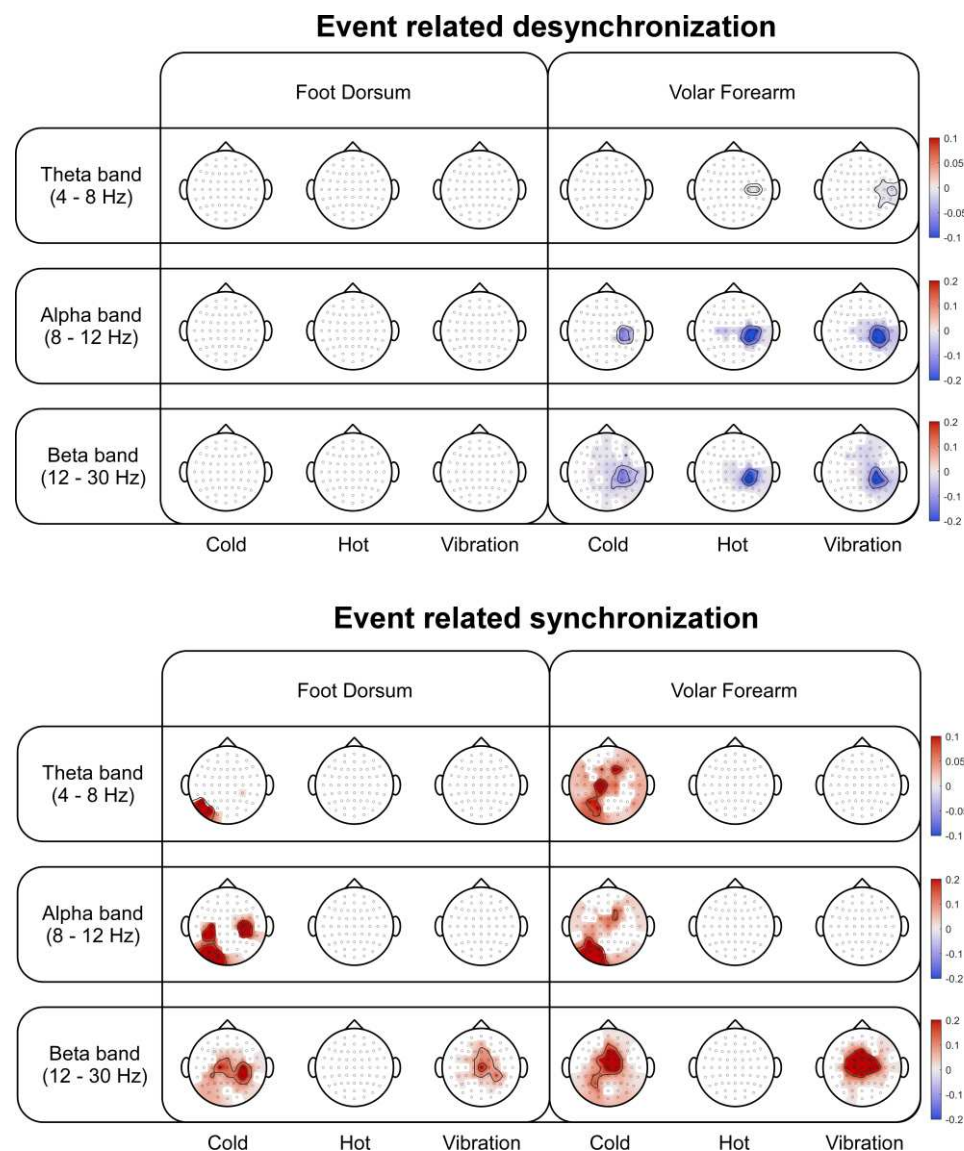 Event related desynchronization
Foot Dorsum
Volar Forearm
Theta band
(4 - 8 Hz)
0.1
0.05
0
-0.05
-0.1
Alpha band
(8 - 12 Hz)
0.2
0.1
0
-0.1
-0.2
Beta band
(12 - 30 Hz)
0.2
0.1
0
-0.1
-0.2
Cold
Hot
Vibration
Cold
Hot
Vibration
Event related synchronization
Foot Dorsum
Volar Forearm
Theta band
(4 - 8 Hz)
0.1
0.05
0
-0.05
-0.1
Alpha band
(8 - 12 Hz)
0.2
0.1
0
-0.1
-0.2
Beta band
(12 - 30 Hz)
0.2
0.1
0
-0.1
-0.2
Cold
Hot
Vibration
Cold
Hot
Vibration